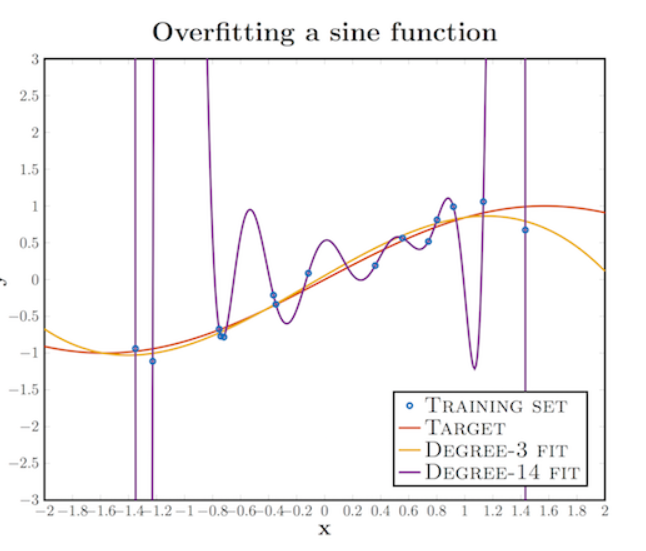 Overfitting a sine function
3
2.5
2
1.5
1
0.5
0
−0.5
−1
−1.5
−2
−2.5
−3
y
−2 −1.8 −1.6 −1.4 −1.2 −1 −0.8 −0.6 −0.4 −0.2 0 0.2 0.4 0.6 0.8 1 1.2 1.4 1.6 1.8 2
x
TRAINING SET
TARGET
DEGREE-3 FIT
DEGREE-14 FIT